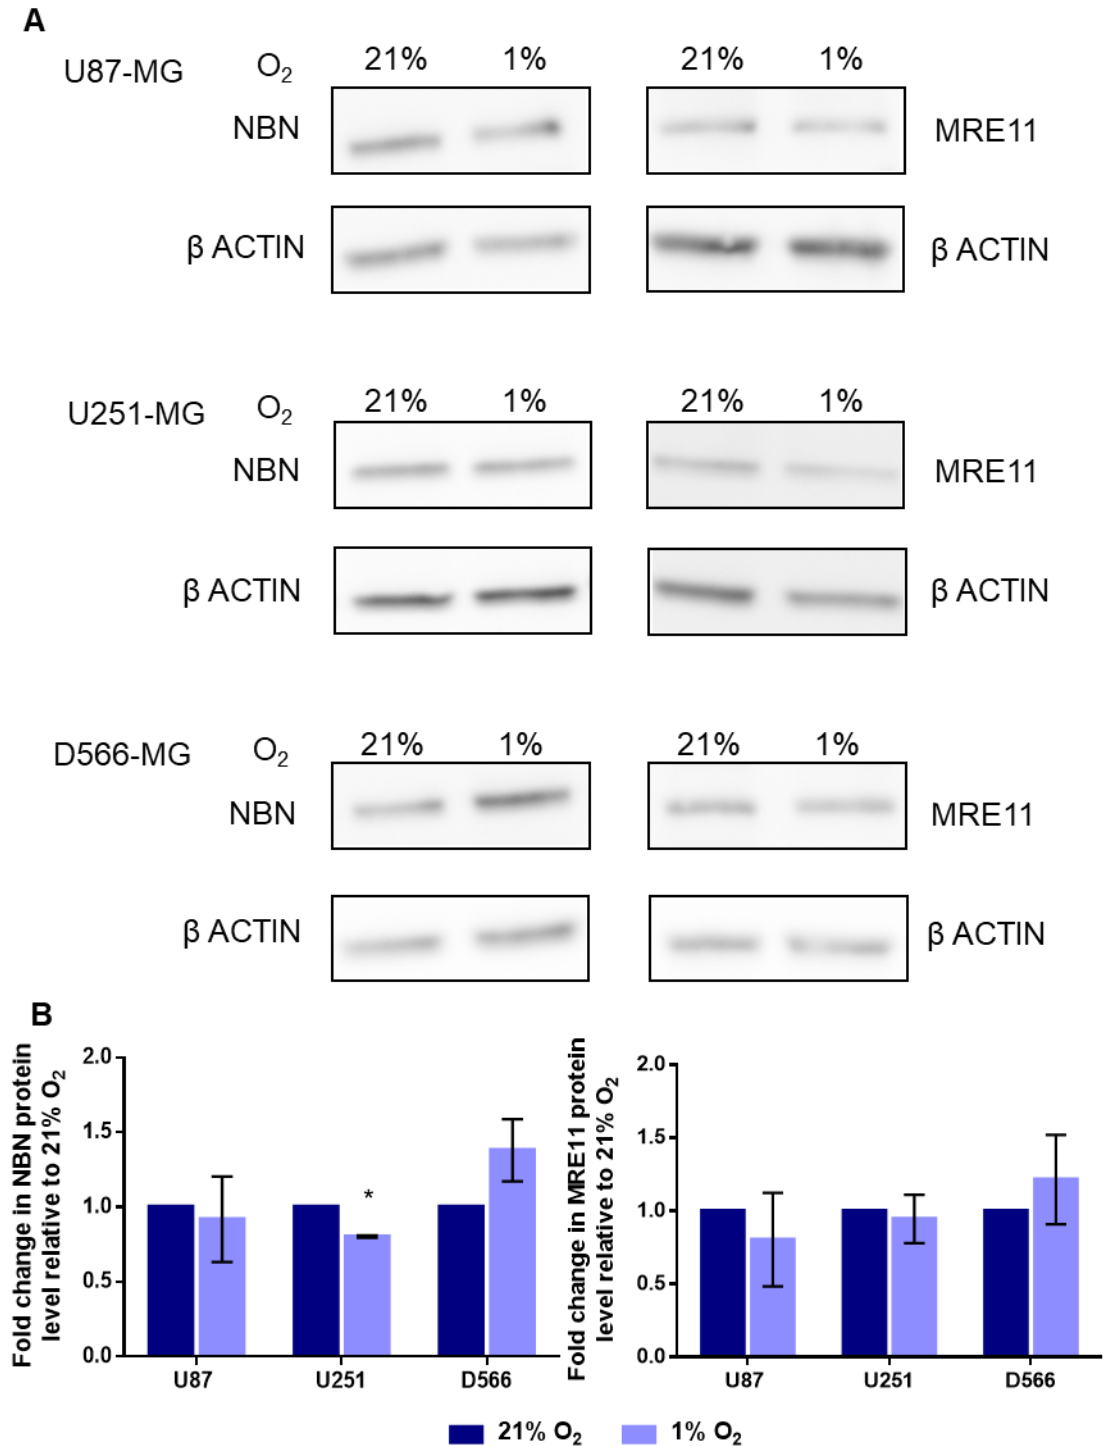 A
U87-MG O₂ 21% 1% 21% 1%
NBN MRE11
β ACTIN β ACTIN
U251-MG O₂ 21% 1% 21% 1%
NBN MRE11
β ACTIN β ACTIN
D566-MG O₂ 21% 1% 21% 1%
NBN MRE11
β ACTIN β ACTIN
B
Fold change in NBN protein
level relative to 21% O₂
2.0
1.5
1.0
0.5
0.0
*
U87 U251 D566
Fold change in MRE11 protein
level relative to 21% O₂
2.0
1.5
1.0
0.5
0.0
U87 U251 D566
21% O₂ 1% O₂